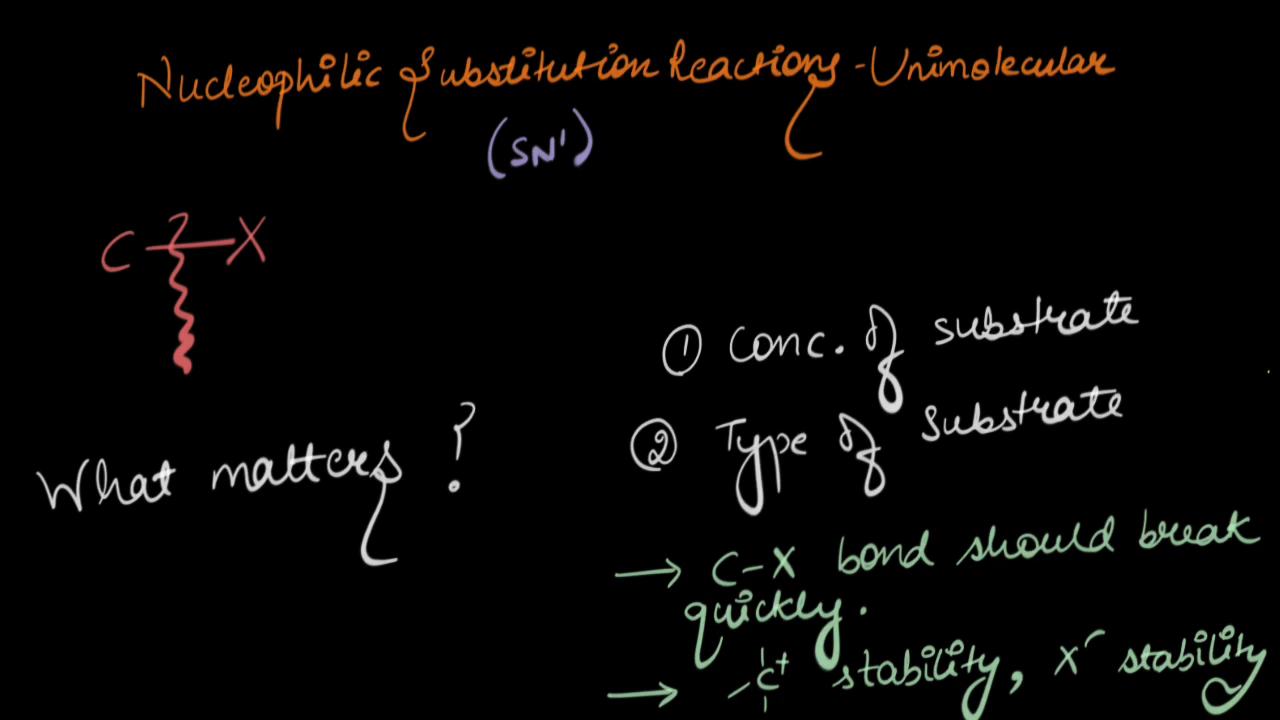 Nucleophilic Substitution Reactions - Unimolecular
(SN¹)
C-X
① Conc. of substrate
② Type of substrate
What matters ?
→ C-X bond should break
quickly.
→ -C⁺ stability, X⁻ stability